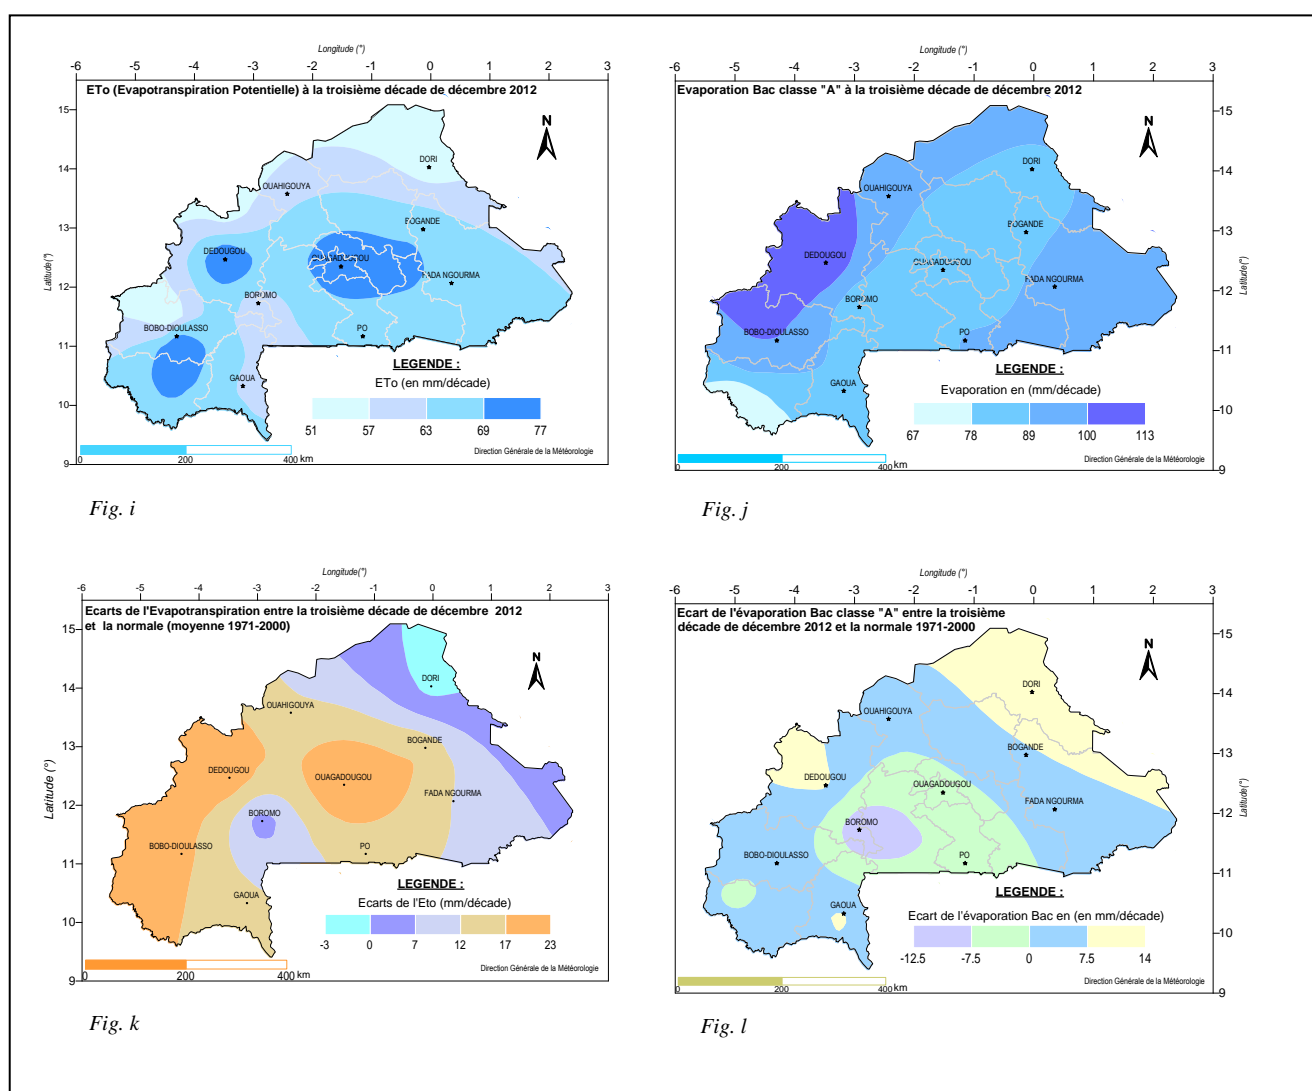 Longitude (°)
-6 -5 -4 -3 -2 -1 0 1 2 3
ETo (Evapotranspiration Potentielle) à la troisième décade de décembre 2012
15
14
13
12
11
10
9
Latitude(°)
N
DORI
OUAHIGOUYA
BOGANDE
DEDOUGOU
OUAGADOUGOU
FADA NGOURMA
BOROMO
BOBO-DIOULASSO
PO
GAOUA
LEGENDE :
ETo (en mm/décade)
51 57 63 69 77
0 200 400 km
Direction Générale de la Météorologie
Fig. i
Longitude (°)
-6 -5 -4 -3 -2 -1 0 1 2 3
Evaporation Bac classe "A" à la troisième décade de décembre 2012
15
14
13
12
11
10
9
Latitude(°)
N
DORI
OUAHIGOUYA
BOGANDE
DEDOUGOU
OUAGADOUGOU
FADA NGOURMA
BOROMO
BOBO-DIOULASSO
PO
GAOUA
LEGENDE :
Evaporation en (mm/décade)
67 78 89 100 113
0 200 400 km
Direction Générale de la Météorologie
Fig. j
Longitude(°)
-6 -5 -4 -3 -2 -1 0 1 2 3
Ecarts de l'Evapotranspiration entre la troisième décade de décembre 2012
et la normale (moyenne 1971-2000)
15
14
13
12
11
10
9
Latitude (°)
N
DORI
OUAHIGOUYA
BOGANDE
DEDOUGOU
OUAGADOUGOU
FADA NGOURMA
BOROMO
BOBO-DIOULASSO
PO
GAOUA
LEGENDE :
Ecarts de l'Eto (mm/décade)
-3 0 7 12 17 23
0 200 400 km
Direction Générale de la Météorologie
Fig. k
Longitude (°)
-6 -5 -4 -3 -2 -1 0 1 2 3
Ecart de l'évaporation Bac classe "A" entre la troisième
décade de décembre 2012 et la normale 1971-2000
15
14
13
12
11
10
9
Latitude(°)
N
DORI
OUAHIGOUYA
BOGANDE
DEDOUGOU
OUAGADOUGOU
FADA NGOURMA
BOROMO
BOBO-DIOULASSO
PO
GAOUA
LEGENDE :
Ecart de l'évaporation Bac en (en mm/décade)
-12.5 -7.5 0 7.5 14
0 200 400 km
Direction Générale de la Météorologie
Fig. l